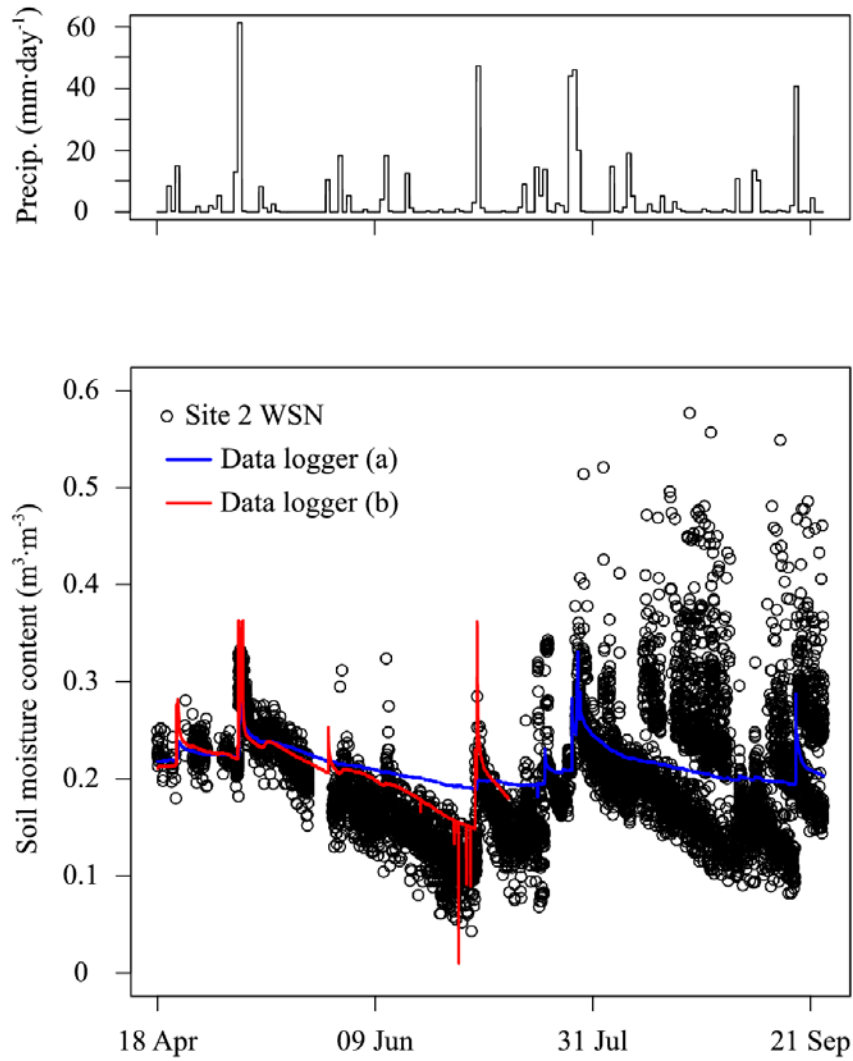 Precip. (mm·day⁻¹)
60
40
20
0
Soil moisture content (m³·m⁻³)
0.6
0.5
0.4
0.3
0.2
0.1
0
Site 2 WSN
Data logger (a)
Data logger (b)
18 Apr
09 Jun
31 Jul
21 Sep